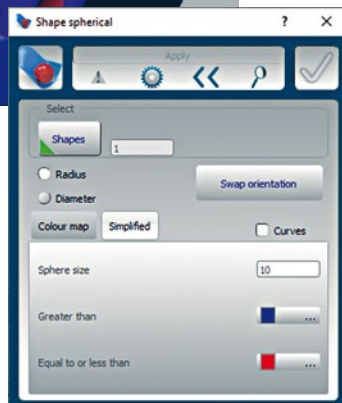 Shape spherical ? ×
Apply
Select
Shapes 1
Radius
Swap orientation
Diameter
Colour map Simplified Curves
Sphere size 10
Greater than ...
Equal to or less than ...